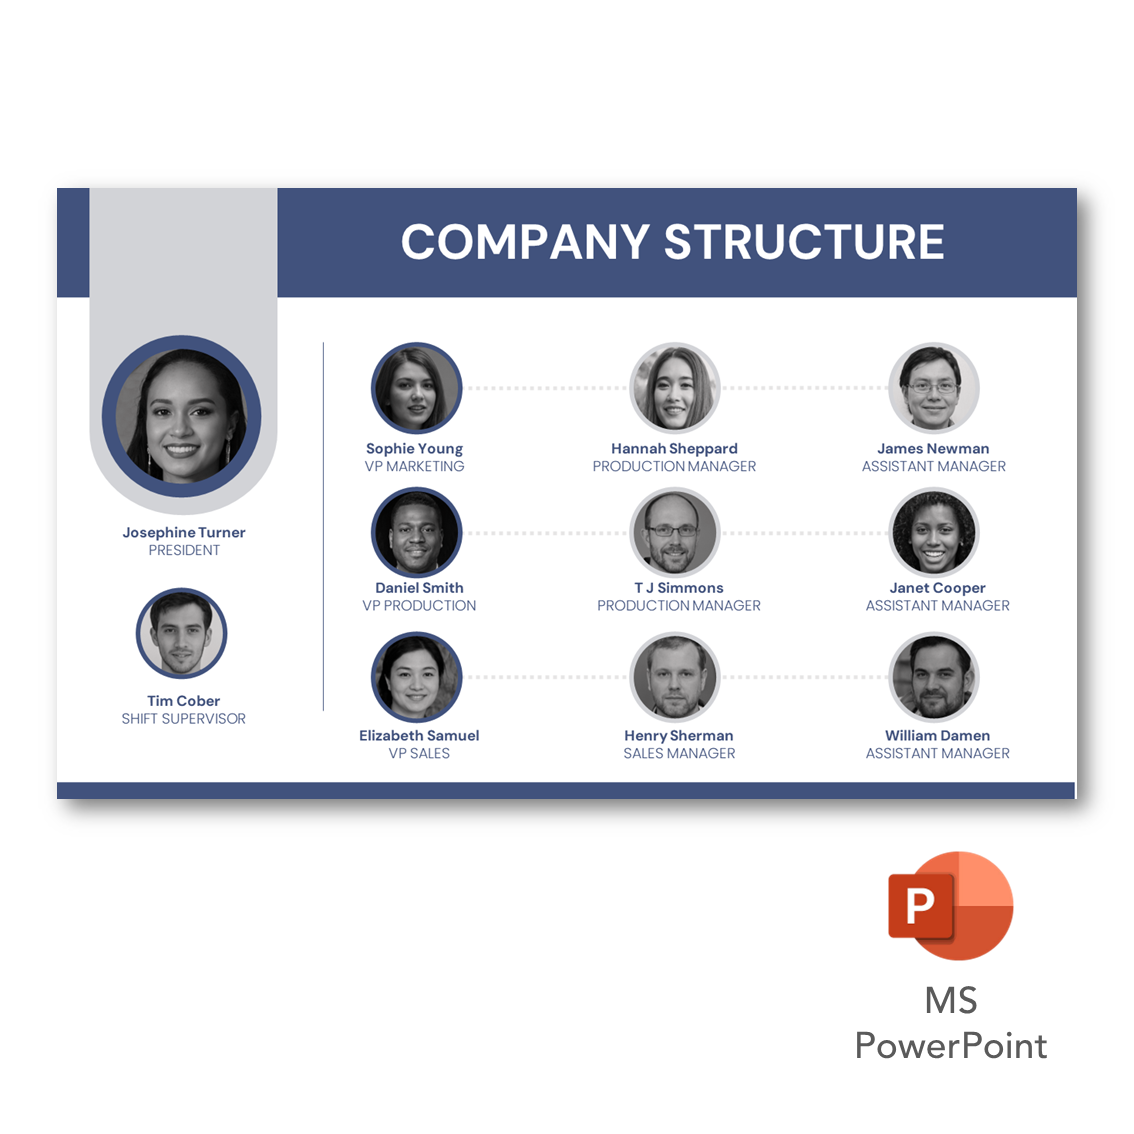 COMPANY STRUCTURE
Josephine Turner
PRESIDENT
Tim Cober
SHIFT SUPERVISOR
Sophie Young
VP MARKETING
Hannah Sheppard
PRODUCTION MANAGER
James Newman
ASSISTANT MANAGER
Daniel Smith
VP PRODUCTION
T J Simmons
PRODUCTION MANAGER
Janet Cooper
ASSISTANT MANAGER
Elizabeth Samuel
VP SALES
Henry Sherman
SALES MANAGER
William Damen
ASSISTANT MANAGER
P
MS
PowerPoint